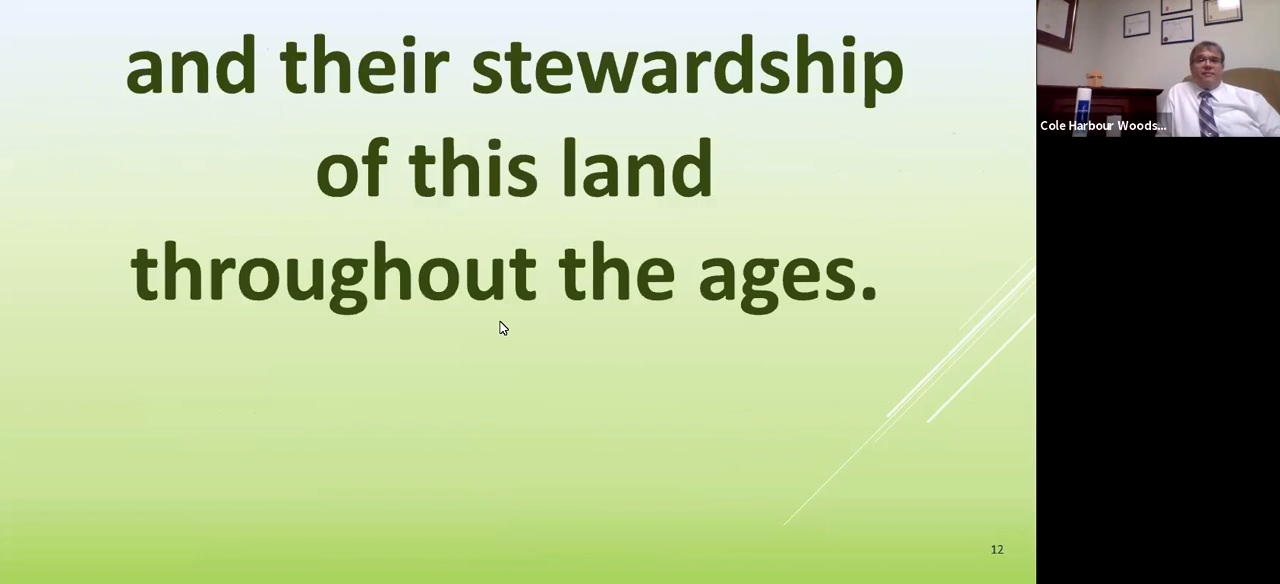 and their stewardship
of this land
throughout the ages.
Cole Harbour Woods...
12